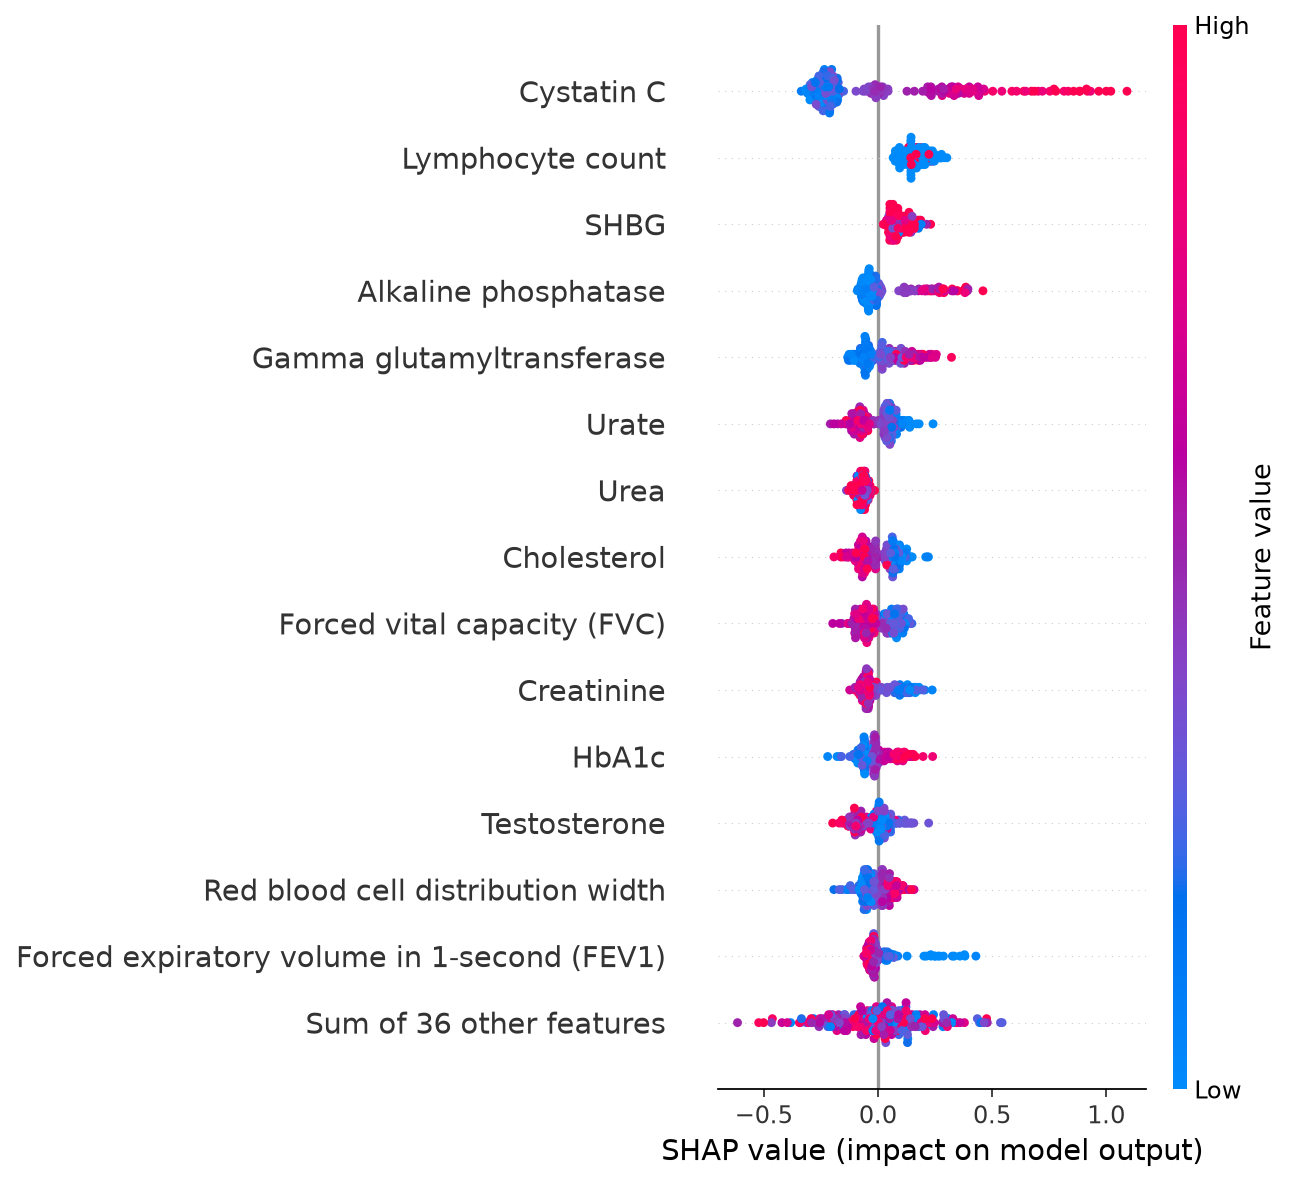 High
Cystatin C
Lymphocyte count
SHBG
Alkaline phosphatase
Gamma glutamyltransferase
Urate
Urea
Cholesterol
Forced vital capacity (FVC)
Creatinine
HbA1c
Testosterone
Red blood cell distribution width
Forced expiratory volume in 1-second (FEV1)
Sum of 36 other features
Feature value
Low
−0.5 0.0 0.5 1.0
SHAP value (impact on model output)